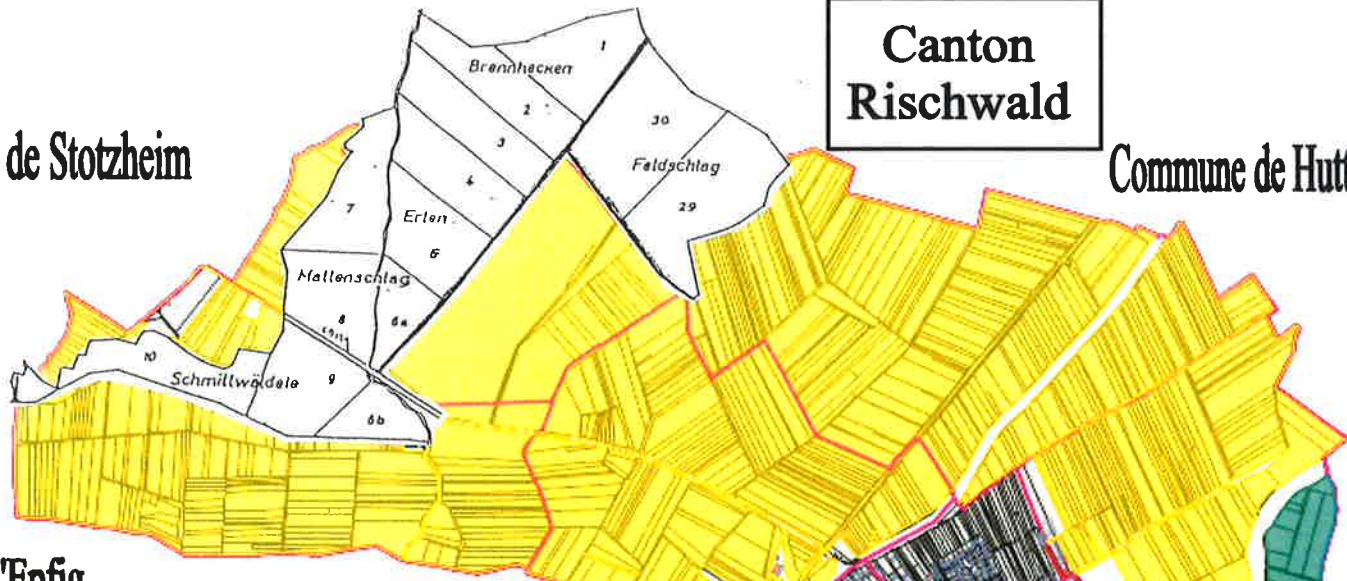 Canton
Rischwald
de Stotzheim
Commune de Hutt
1
Brennhecken
2
3
30
Feldschlag
4
29
7
Erlen
5
Mattenschlag
8
6a
10
Schmittwäldele
9
6b